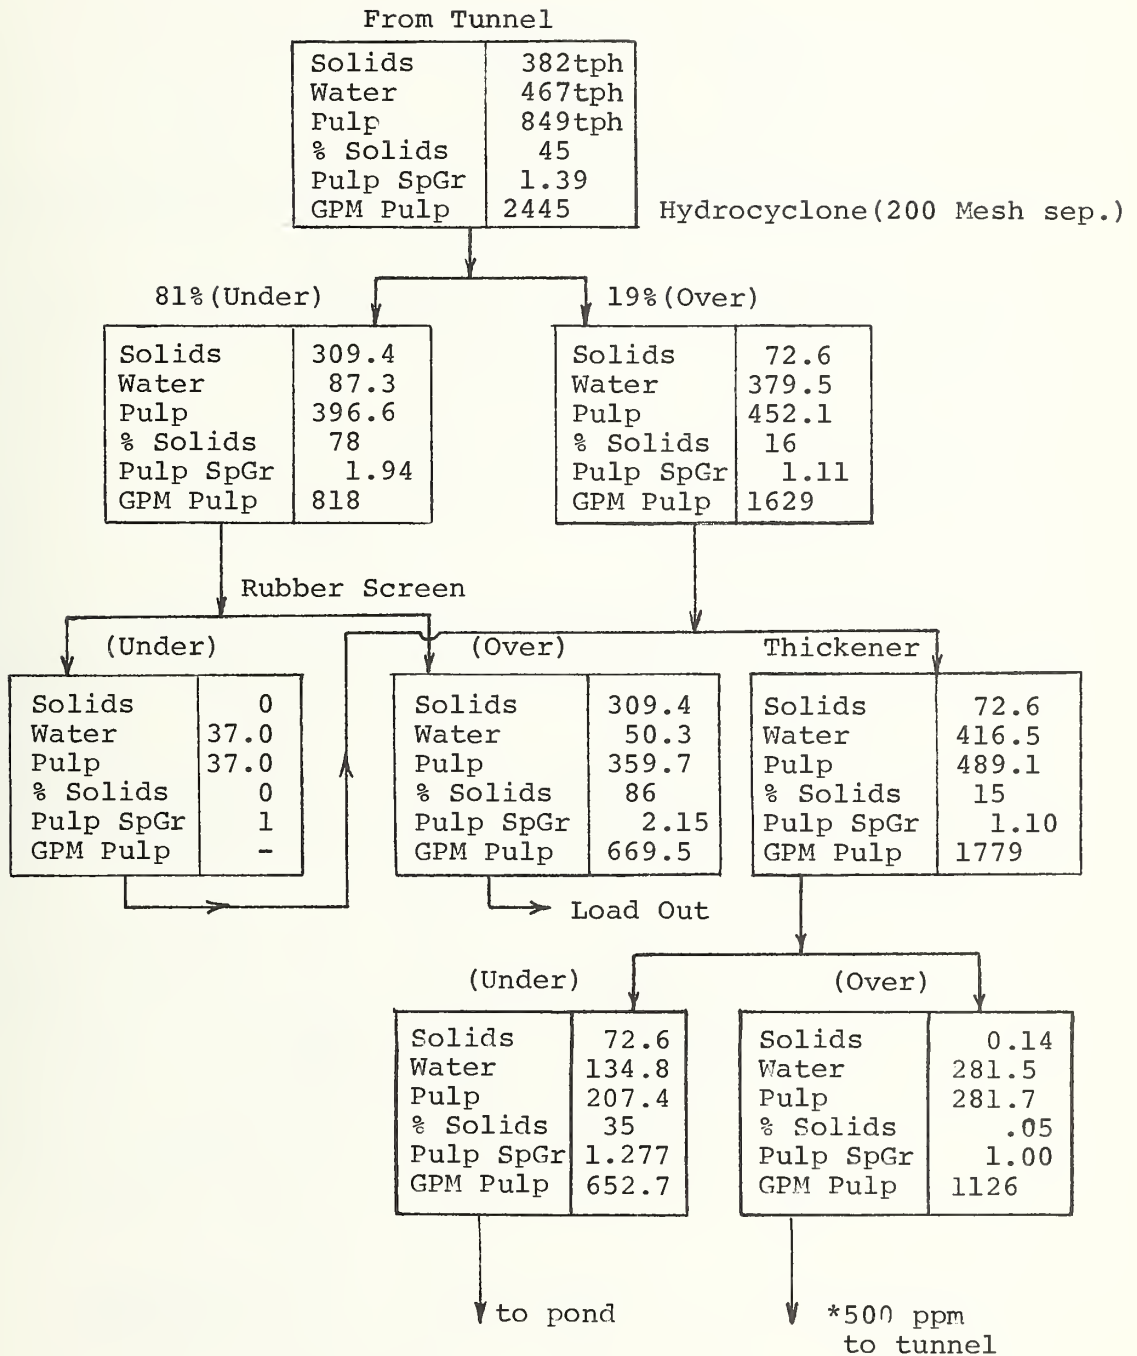 From Tunnel
Solids 382tph
Water 467tph
Pulp 849tph
% Solids 45
Pulp SpGr 1.39
GPM Pulp 2445
Hydrocyclone(200 Mesh sep.)
81%(Under)
19%(Over)
Solids 309.4
Water 87.3
Pulp 396.6
% Solids 78
Pulp SpGr 1.94
GPM Pulp 818
Solids 72.6
Water 379.5
Pulp 452.1
% Solids 16
Pulp SpGr 1.11
GPM Pulp 1629
Rubber Screen
(Under)
(Over)
Thickener
Solids 0
Water 37.0
Pulp 37.0
% Solids 0
Pulp SpGr 1
GPM Pulp -
Solids 309.4
Water 50.3
Pulp 359.7
% Solids 86
Pulp SpGr 2.15
GPM Pulp 669.5
Solids 72.6
Water 416.5
Pulp 489.1
% Solids 15
Pulp SpGr 1.10
GPM Pulp 1779
Load Out
(Under)
(Over)
Solids 72.6
Water 134.8
Pulp 207.4
% Solids 35
Pulp SpGr 1.277
GPM Pulp 652.7
Solids 0.14
Water 281.5
Pulp 281.7
% Solids .05
Pulp SpGr 1.00
GPM Pulp 1126
to pond
*500 ppm
to tunnel